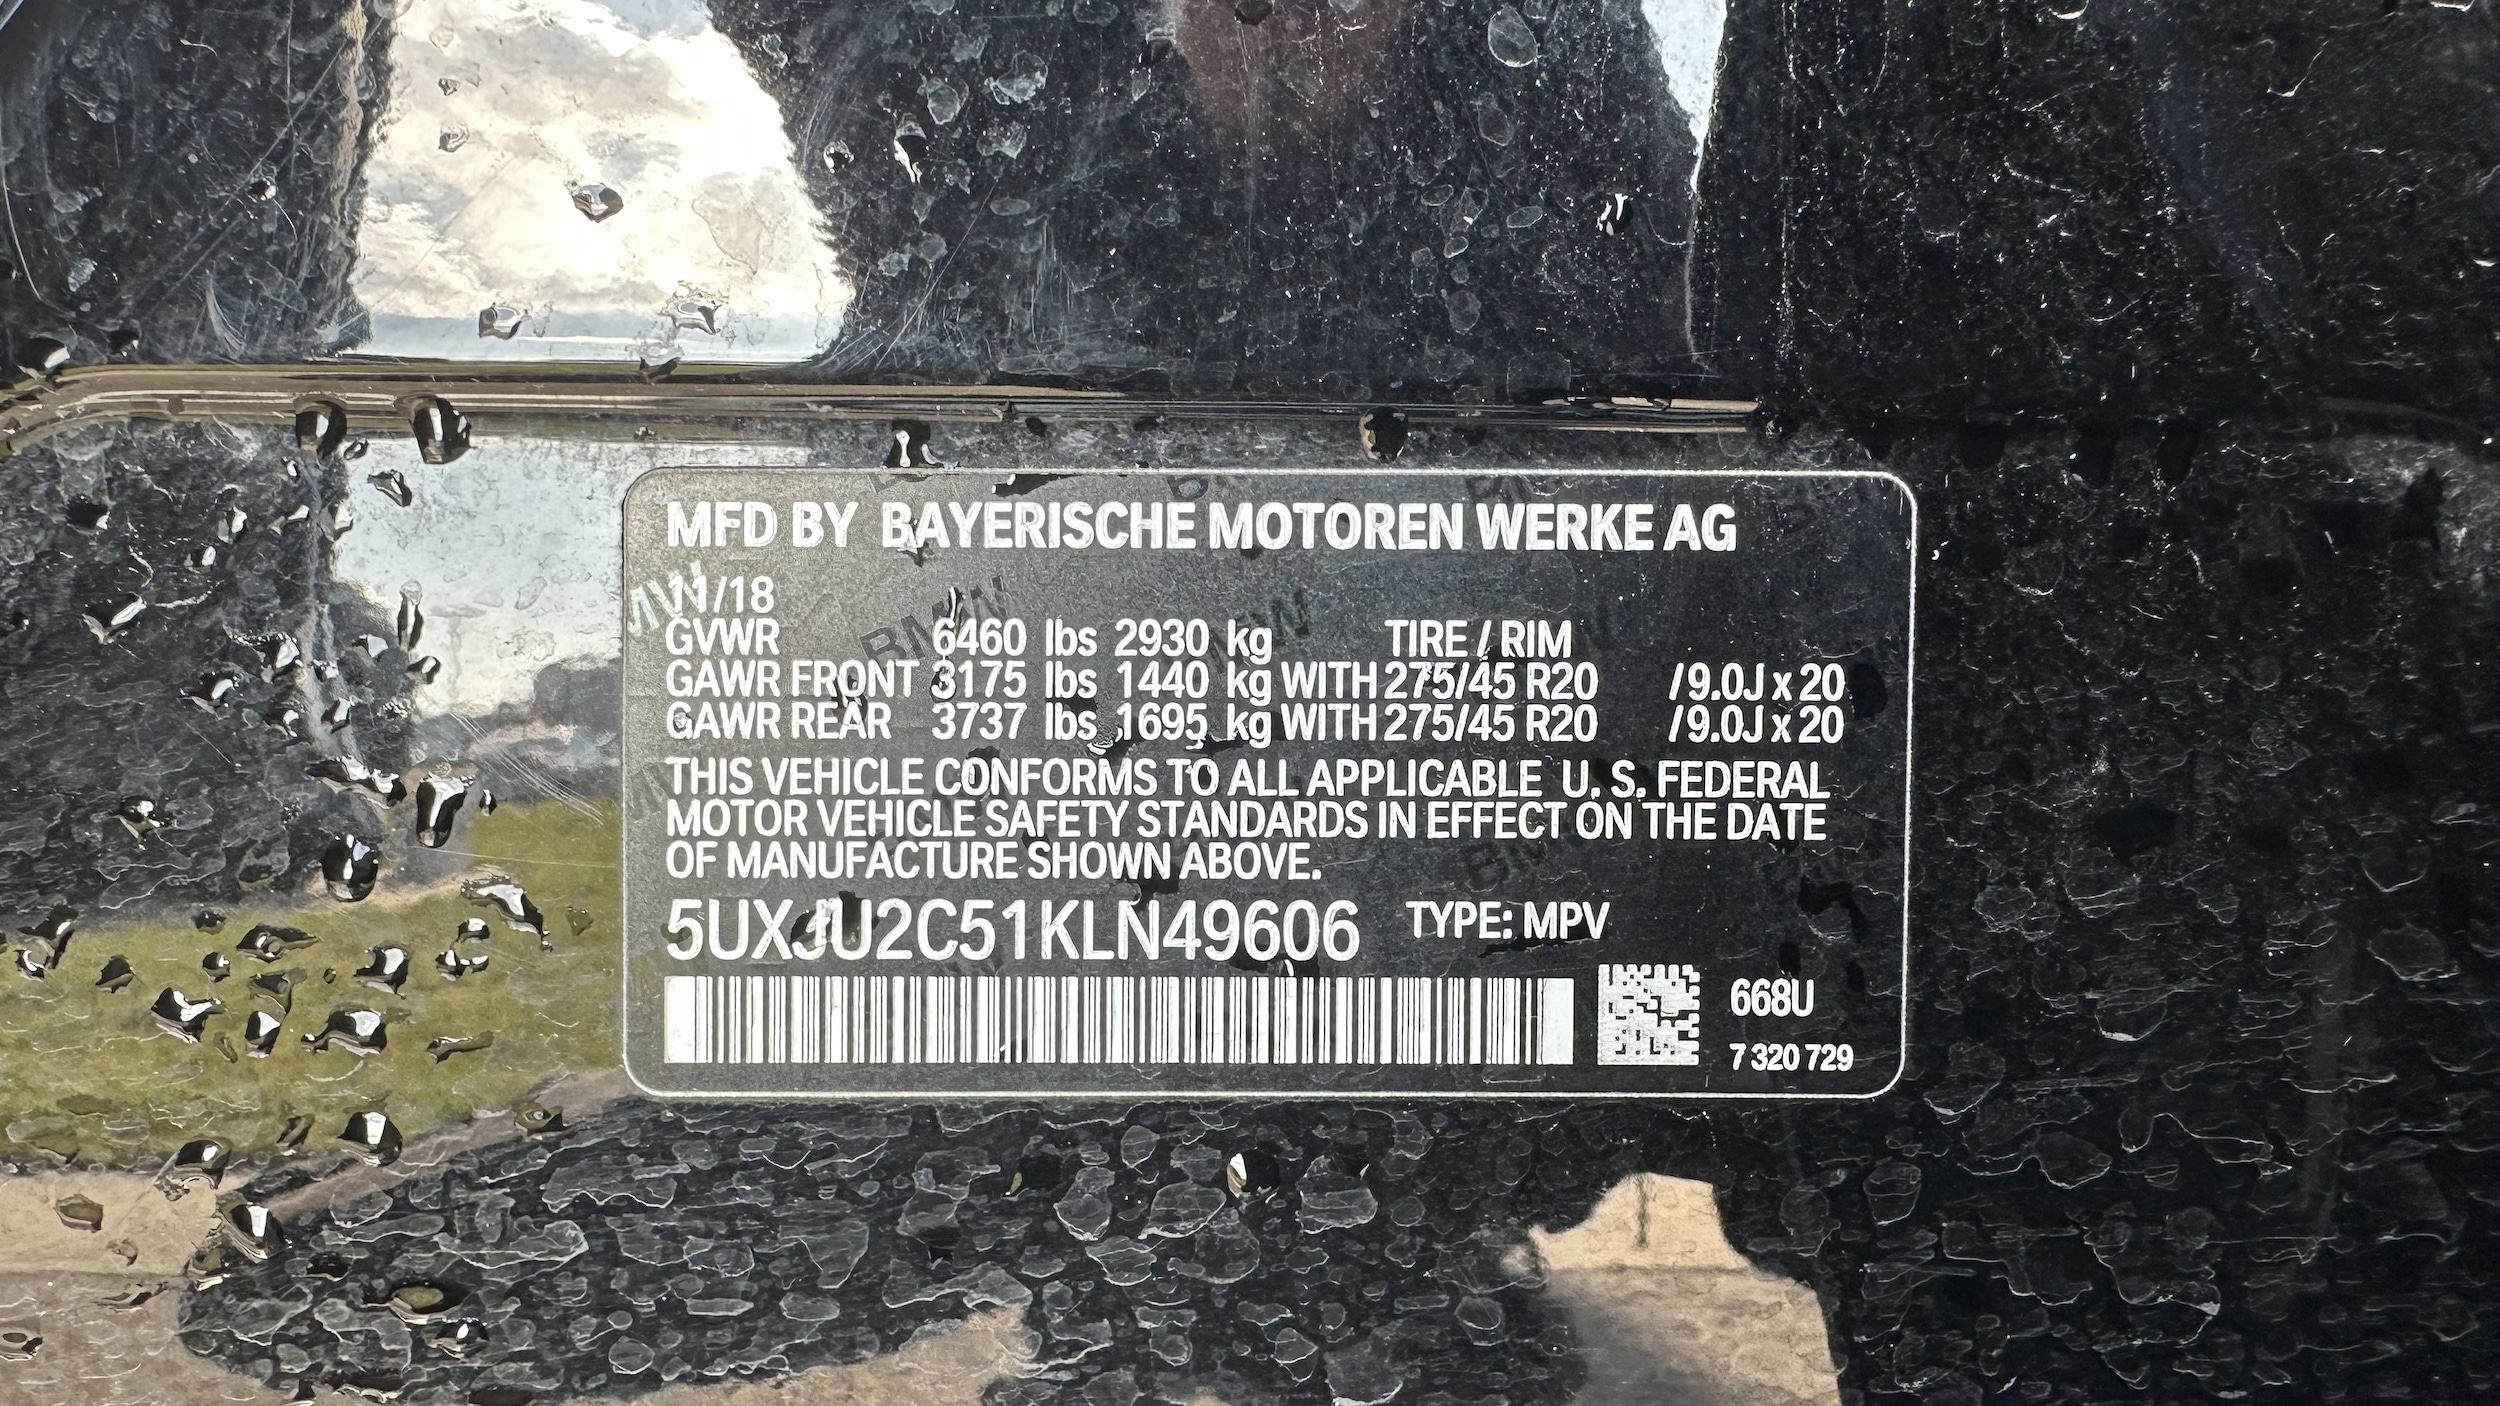 MFD BY BAYERISCHE MOTOREN WERKE AG
11/18
GVWR 6460 lbs 2930 kg TIRE / RIM
GAWR FRONT 3175 lbs 1440 kg WITH 275/45 R20 / 9.0J x 20
GAWR REAR 3737 lbs 1695 kg WITH 275/45 R20 / 9.0J x 20
THIS VEHICLE CONFORMS TO ALL APPLICABLE U. S. FEDERAL
MOTOR VEHICLE SAFETY STANDARDS IN EFFECT ON THE DATE
OF MANUFACTURE SHOWN ABOVE.
5UXJU2C51KLN49606 TYPE: MPV
668U
7 320 729